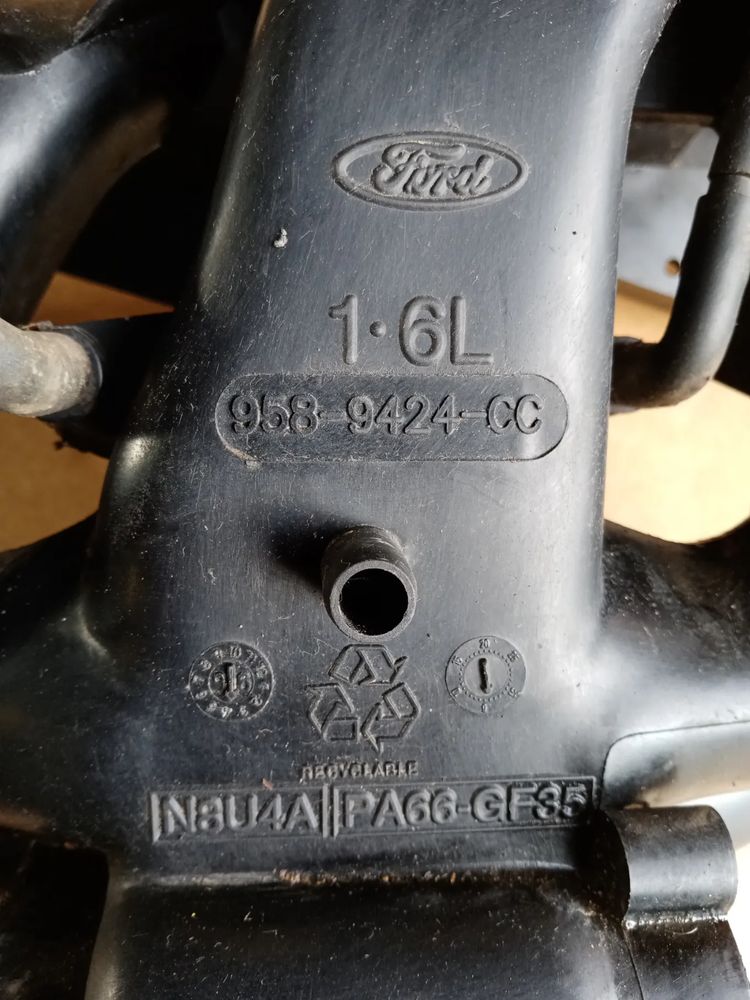 Ford
1·6L
958-9424-CC
RECYCLABLE
N8U4A PA66-GF35